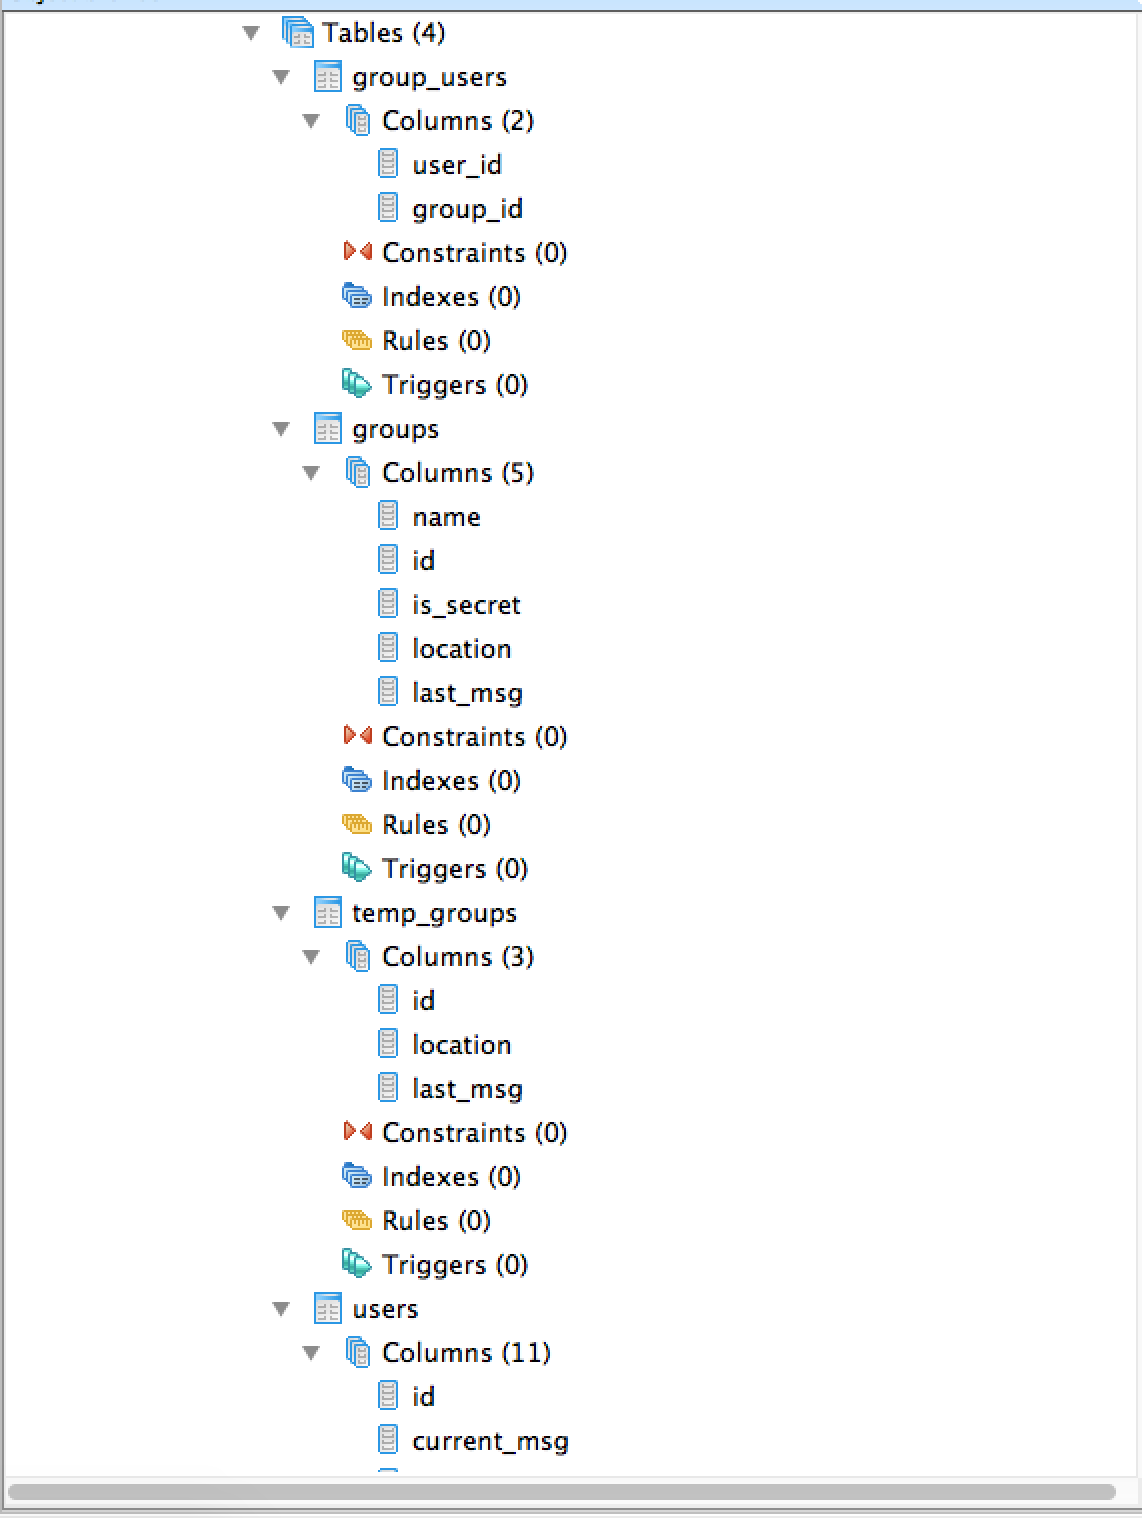 Tables (4)
group_users
Columns (2)
user_id
group_id
Constraints (0)
Indexes (0)
Rules (0)
Triggers (0)
groups
Columns (5)
name
id
is_secret
location
last_msg
Constraints (0)
Indexes (0)
Rules (0)
Triggers (0)
temp_groups
Columns (3)
id
location
last_msg
Constraints (0)
Indexes (0)
Rules (0)
Triggers (0)
users
Columns (11)
id
current_msg